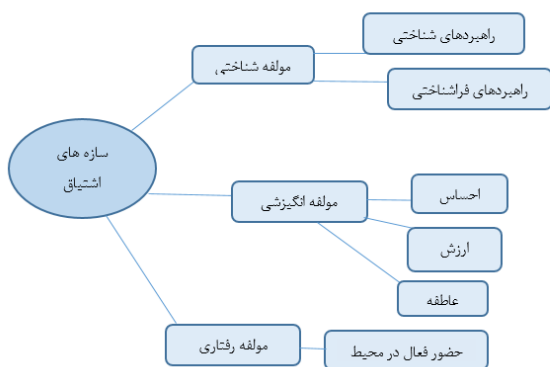 راهبردهای شناختی
مولفه شناختی
راهبردهای فراشناختی
سازه های
اشتیاق
احساس
مولفه انگیزشی
ارزش
عاطفه
مولفه رفتاری
حضور فعال در محیط